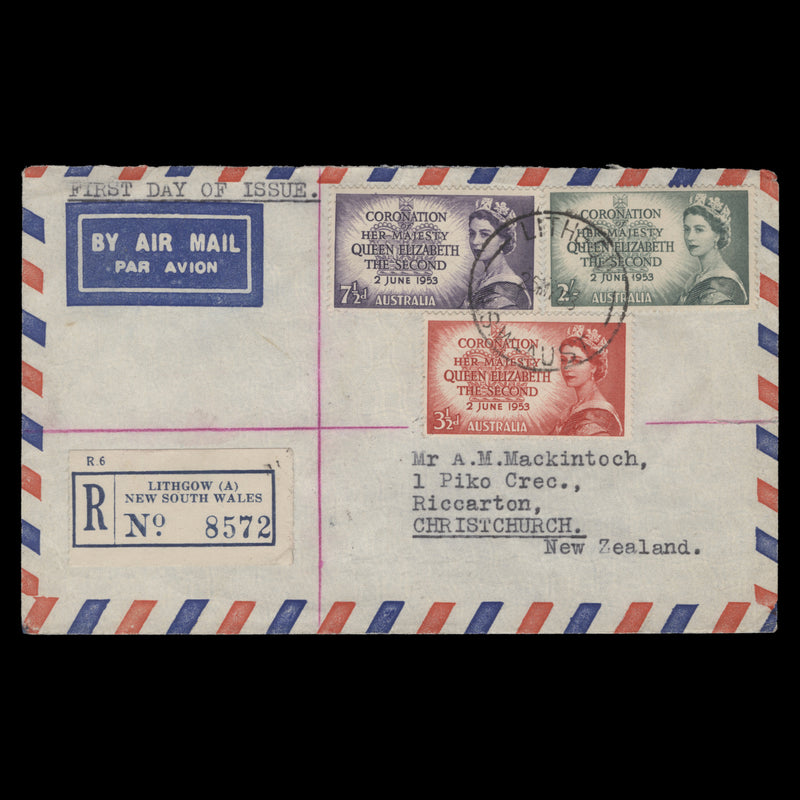 FIRST DAY OF ISSUE.
BY AIR MAIL
PAR AVION
CORONATION
OF
HER MAJESTY
QUEEN ELIZABETH
THE SECOND
2 JUNE 1953
7½d AUSTRALIA
CORONATION
OF
HER MAJESTY
QUEEN ELIZABETH
THE SECOND
2 JUNE 1953
2/- AUSTRALIA
CORONATION
OF
HER MAJESTY
QUEEN ELIZABETH
THE SECOND
2 JUNE 1953
3½d AUSTRALIA
R.6
R
LITHGOW (A)
NEW SOUTH WALES
Nº 8572
Mr A.M.Mackintoch,
1 Piko Crec.,
Riccarton,
CHRISTCHURCH.
New Zealand.